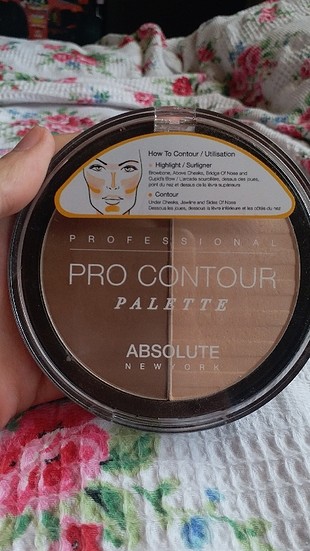 How To Contour / Utilisation
Highlight / Surligner
Browbone, Above Cheeks, Bridge Of Nose and
Cupid's Bow / L'arcade sourcilière, dessus des joues,
pont du nez et dessus de la lèvre supérieure
Contour
Under Cheeks, Jawline and Sides Of Nose
Dessous des joues, dessous la lèvre inférieure et les côtés du nez
PROFESSIONAL
PRO CONTOUR
PALETTE
ABSOLUTE
NEW YORK